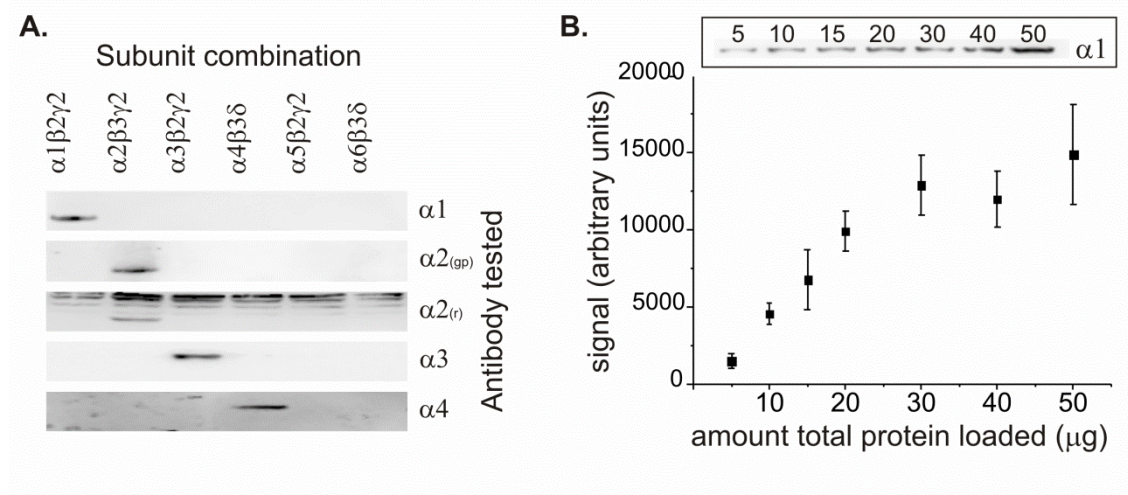 A.
Subunit combination
α1β2γ2
α2β3γ2
α3β2γ2
α4β3δ
α5β2γ2
α6β3δ
α1
α2(gp)
α2(r)
α3
α4
Antibody tested
B.
5 10 15 20 30 40 50 α1
20000
15000
10000
5000
0
signal (arbitrary units)
10 20 30 40 50
amount total protein loaded (μg)